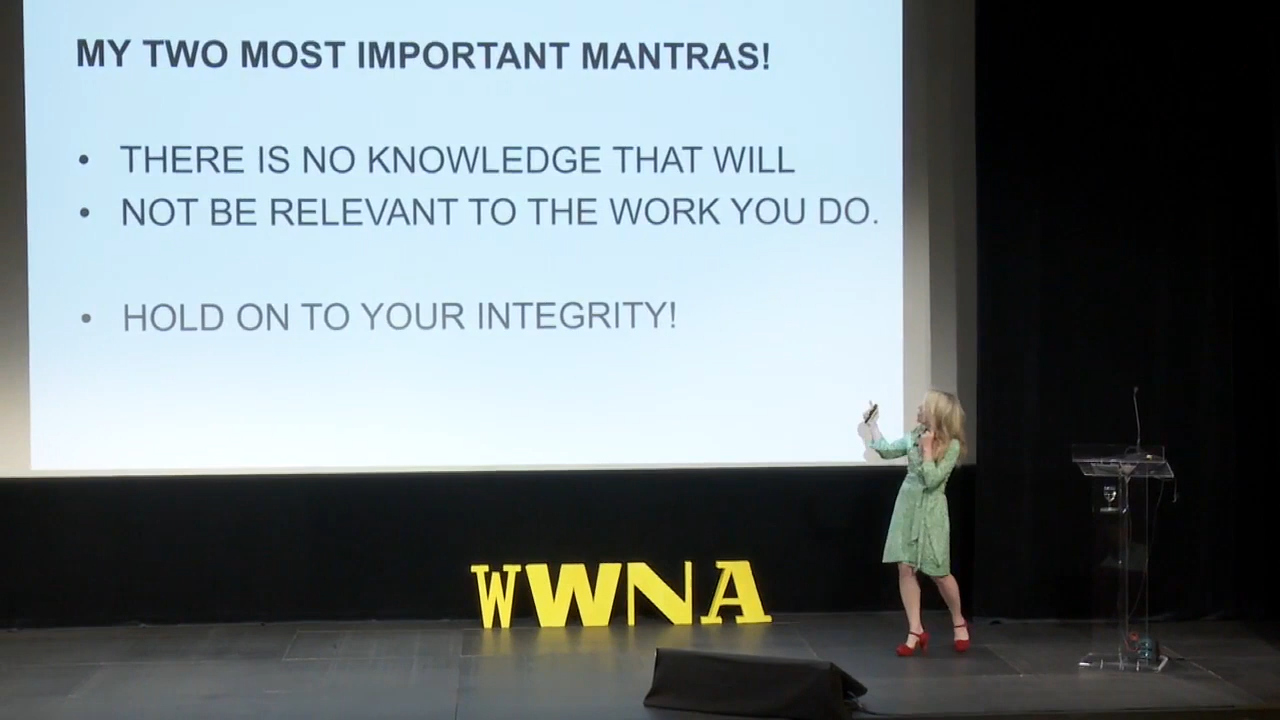 MY TWO MOST IMPORTANT MANTRAS!
• THERE IS NO KNOWLEDGE THAT WILL
• NOT BE RELEVANT TO THE WORK YOU DO.
• HOLD ON TO YOUR INTEGRITY!
WWNA